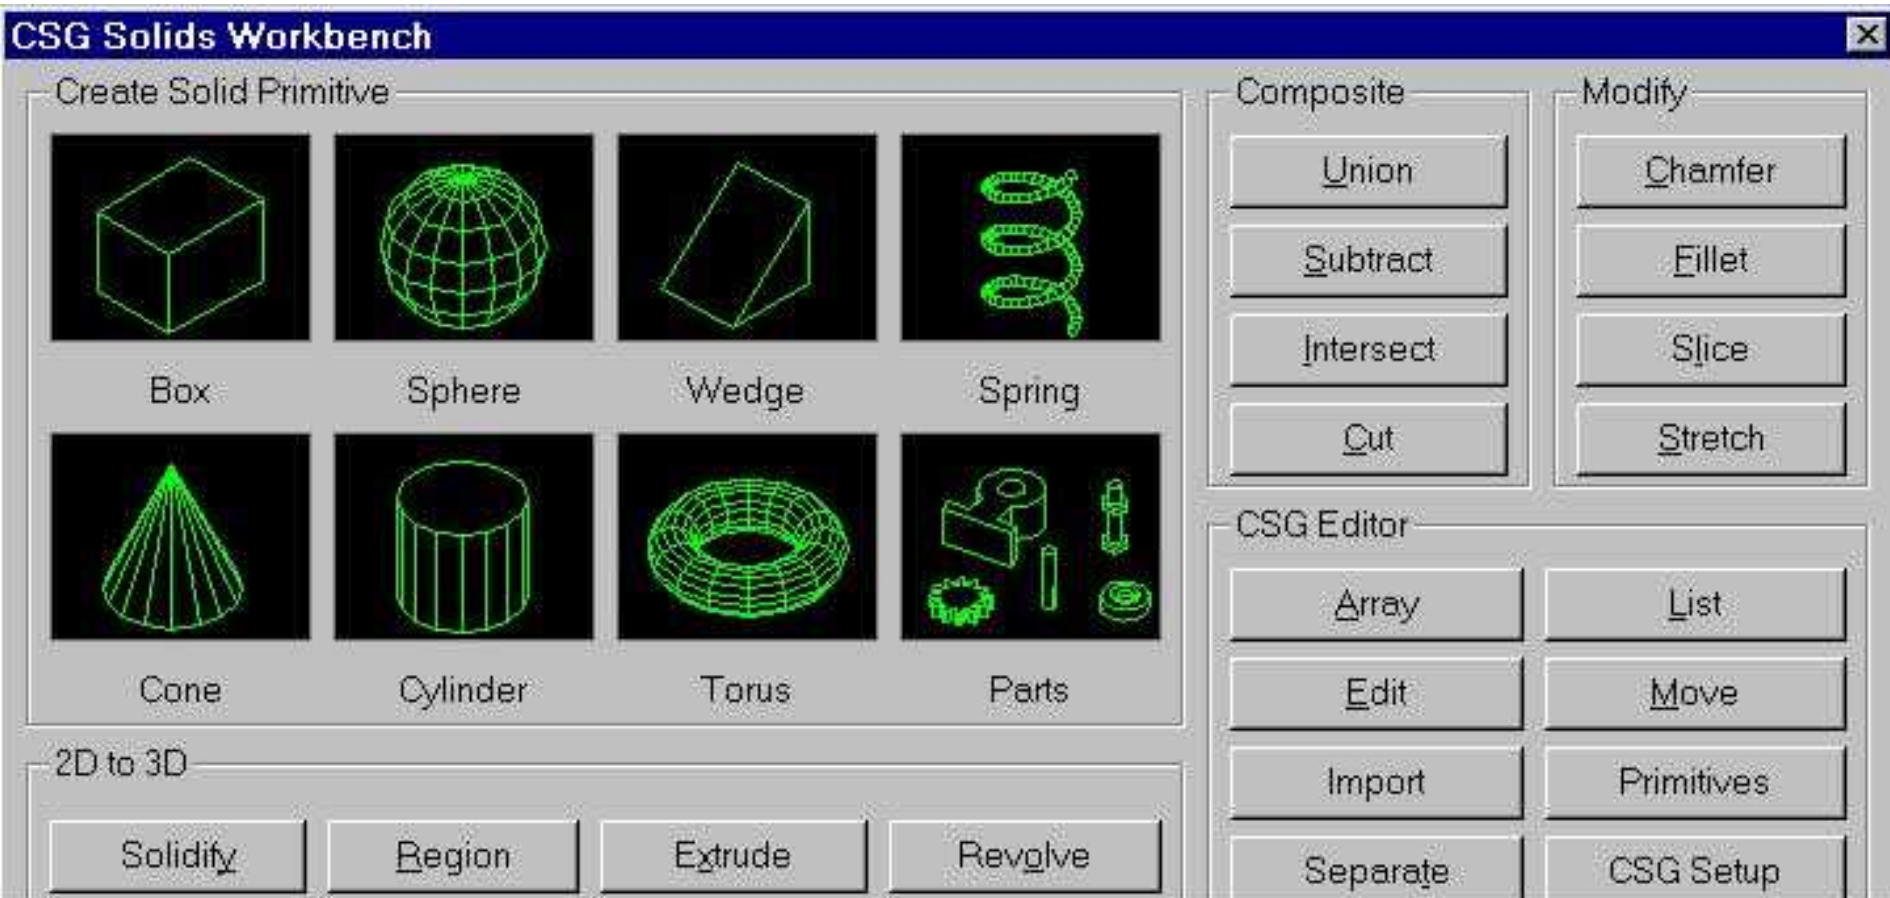 CSG Solids Workbench
Create Solid Primitive
Box Sphere Wedge Spring
Cone Cylinder Torus Parts
2D to 3D
Solidify Region Extrude Revolve
Composite
Union
Subtract
Intersect
Cut
Modify
Chamfer
Fillet
Slice
Stretch
CSG Editor
Array List
Edit Move
Import Primitives
Separate CSG Setup